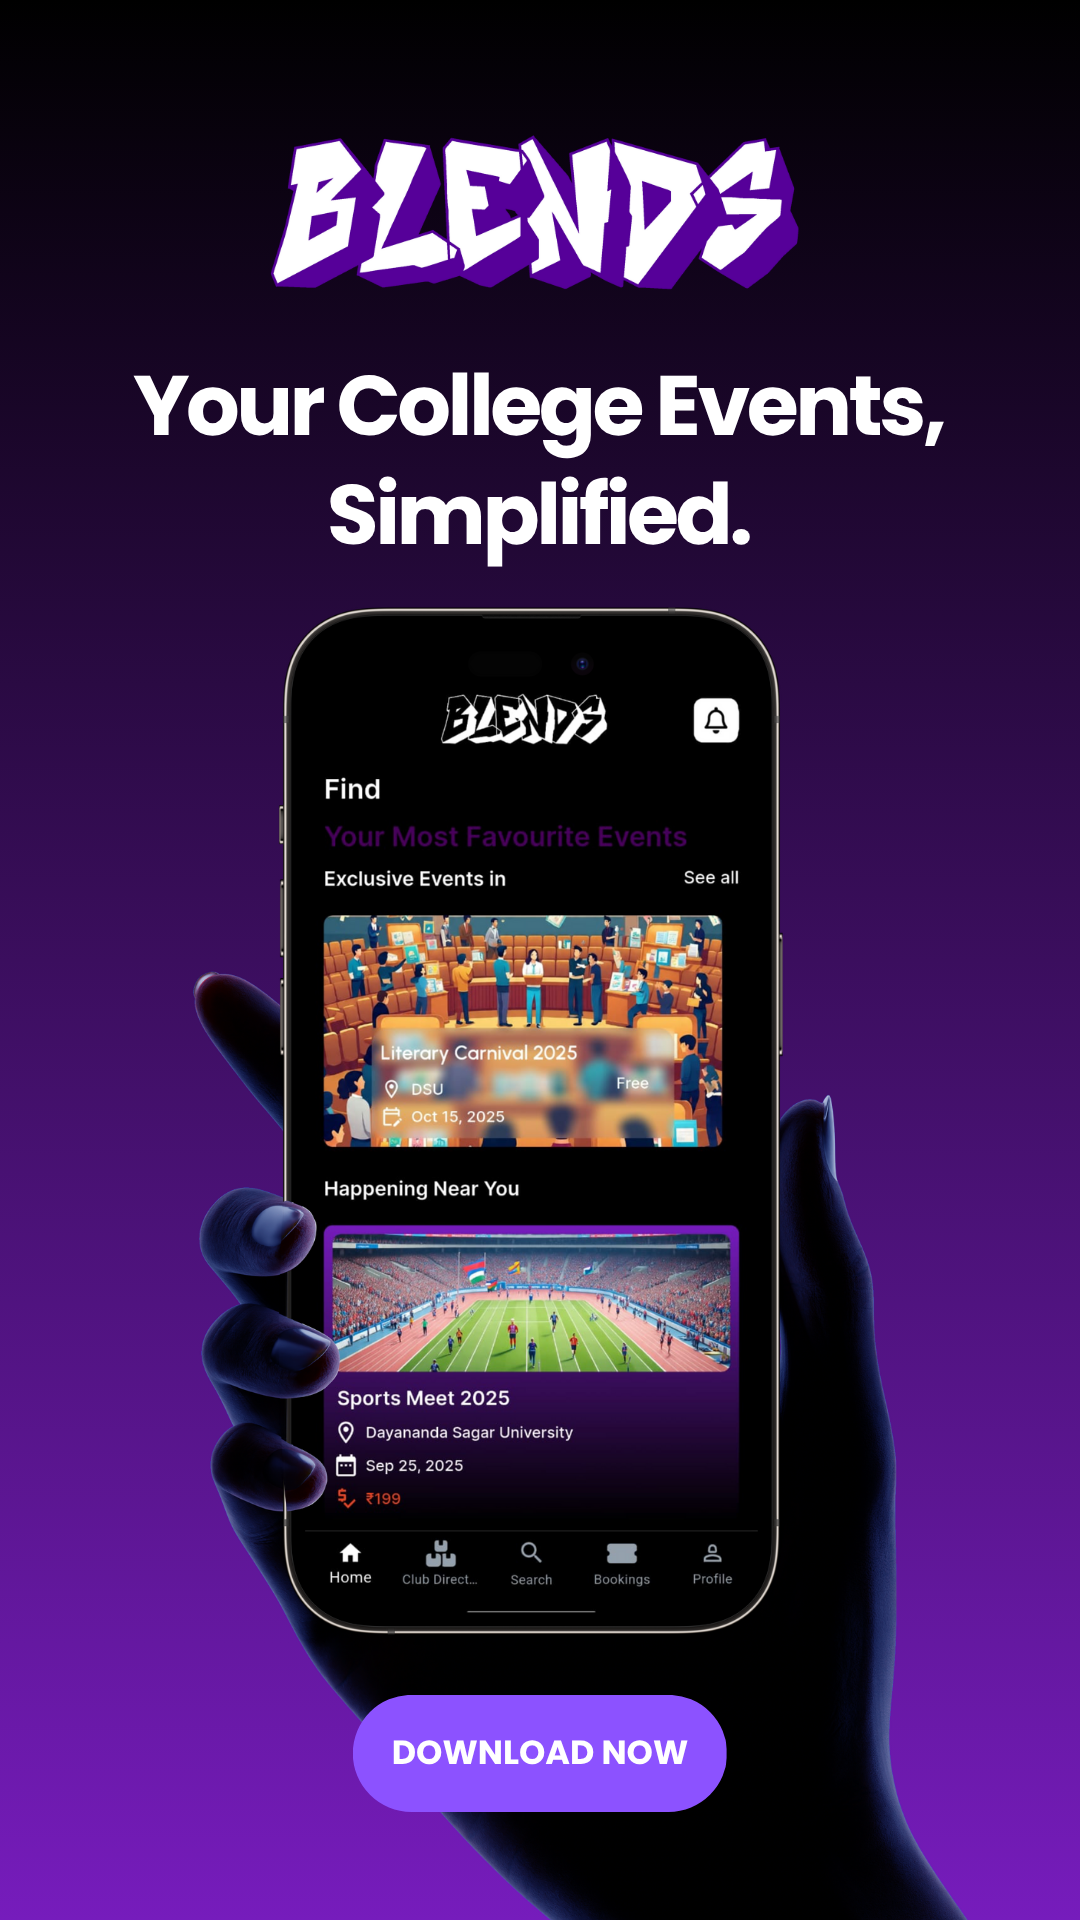 BLENDS
Your College Events,
Simplified.
BLENDS
Find
Your Most Favourite Events
Exclusive Events in
See all
Literary Carnival 2025
DSU
Free
Oct 15, 2025
Happening Near You
Sports Meet 2025
Dayananda Sagar University
Sep 25, 2025
₹199
Home
Club Direct...
Search
Bookings
Profile
DOWNLOAD NOW